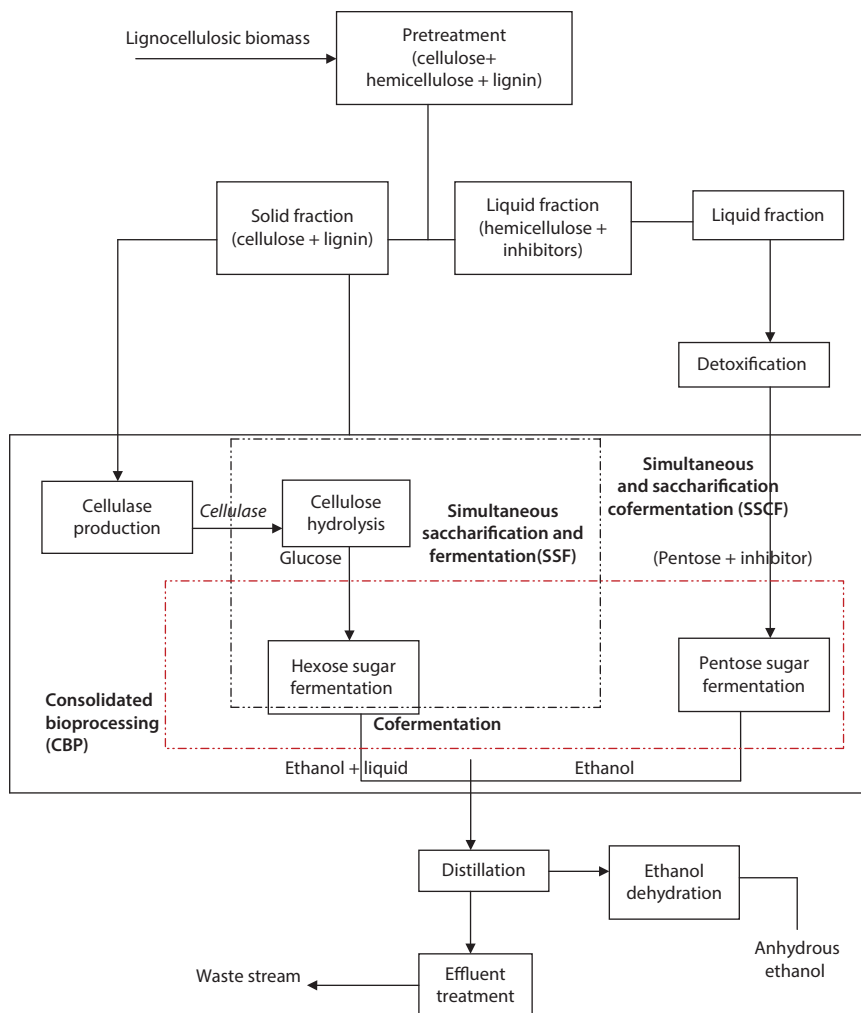 Lignocellulosic biomass
Pretreatment
(cellulose+
hemicellulose + lignin)
Solid fraction
(cellulose + lignin)
Liquid fraction
(hemicellulose +
inhibitors)
Liquid fraction
Detoxification
Cellulase
production
Cellulase
Cellulose
hydrolysis
Glucose
Simultaneous
saccharification and
fermentation(SSF)
Simultaneous
and saccharification
cofermentation (SSCF)
(Pentose + inhibitor)
Hexose sugar
fermentation
Pentose sugar
fermentation
Consolidated
bioprocessing
(CBP)
Cofermentation
Ethanol + liquid
Ethanol
Distillation
Ethanol
dehydration
Anhydrous
ethanol
Effluent
treatment
Waste stream